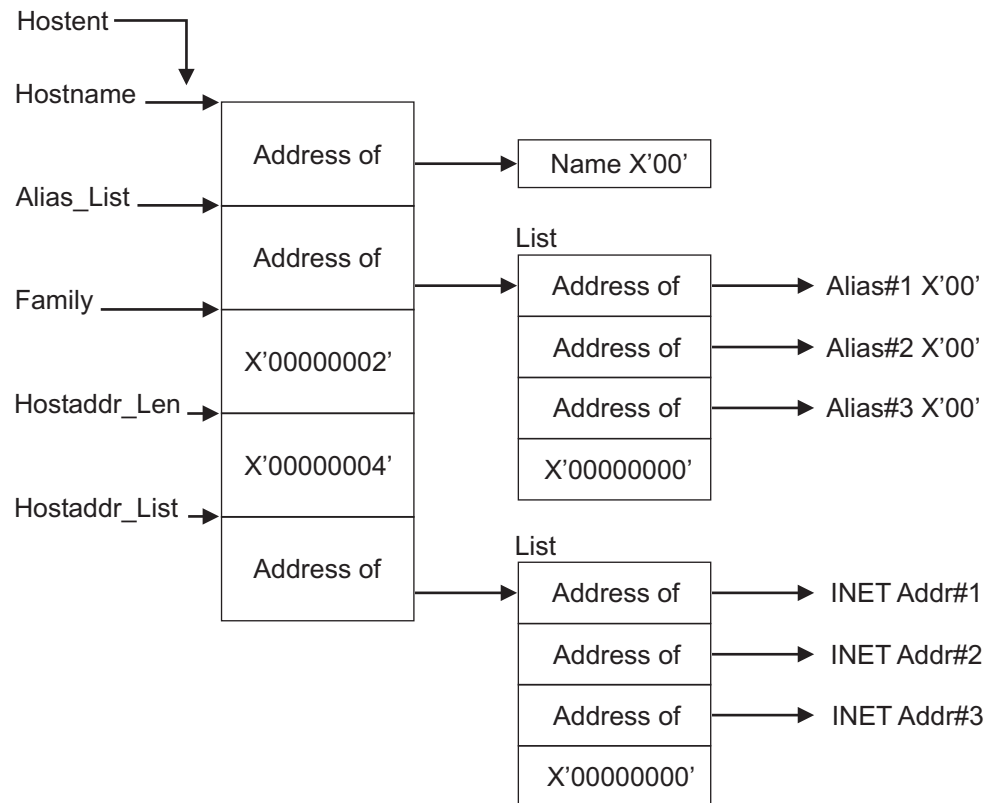 Hostent
Hostname
Address of
Name X’00’
Alias_List
List
Address of
Address of
Alias#1 X’00’
Family
Address of
Alias#2 X’00’
X’00000002’
Hostaddr_Len
Address of
Alias#3 X’00’
X’00000004’
X’00000000’
Hostaddr_List
List
Address of
Address of
INET Addr#1
Address of
INET Addr#2
Address of
INET Addr#3
X’00000000’